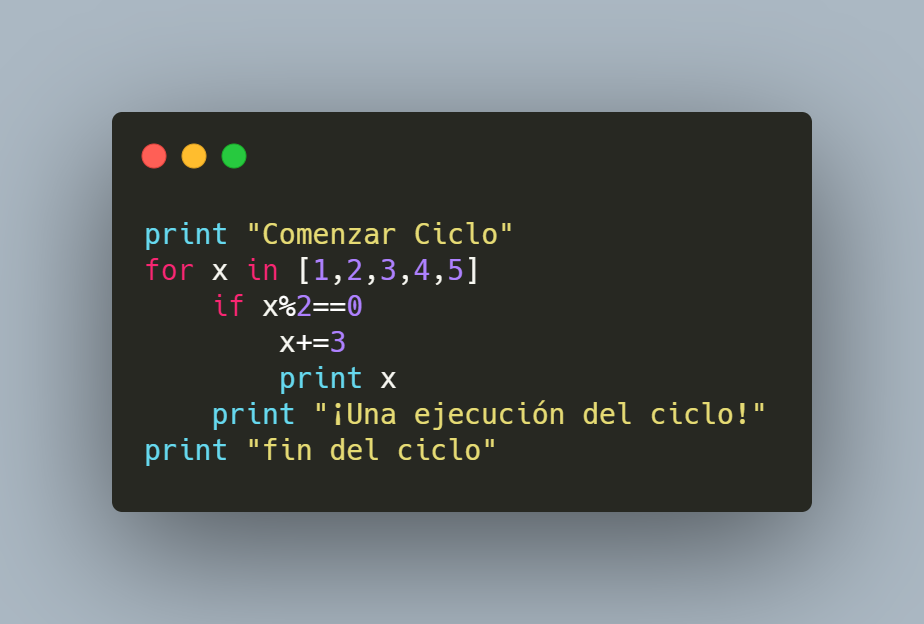 print "Comenzar Ciclo"
for x in [1,2,3,4,5]
    if x%2==0
        x+=3
        print x
    print "¡Una ejecución del ciclo!"
print "fin del ciclo"